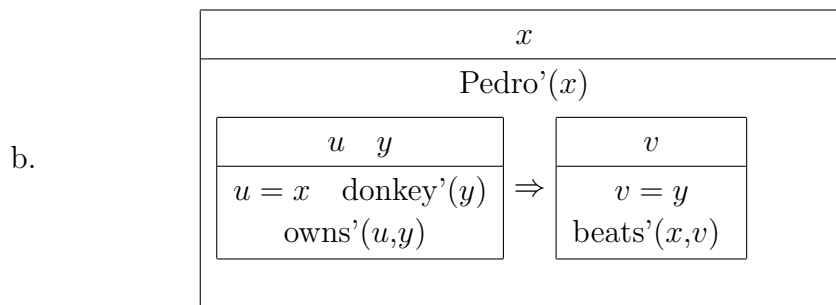 x
Pedro’(x)
b.
u y v
u = x donkey’(y) ⇒ v = y
owns’(u,y) beats’(x,v)